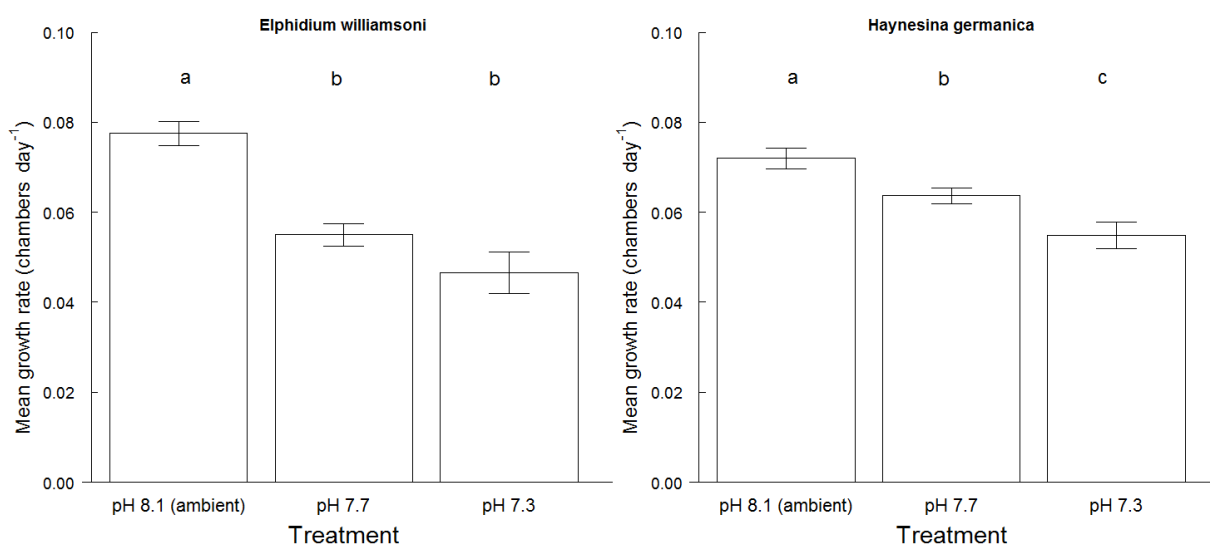 Elphidium williamsoni
Mean growth rate (chambers day⁻¹)
0.10
0.08
0.06
0.04
0.02
0.00
a b b
pH 8.1 (ambient) pH 7.7 pH 7.3
Treatment
Haynesina germanica
Mean growth rate (chambers day⁻¹)
0.10
0.08
0.06
0.04
0.02
0.00
a b c
pH 8.1 (ambient) pH 7.7 pH 7.3
Treatment